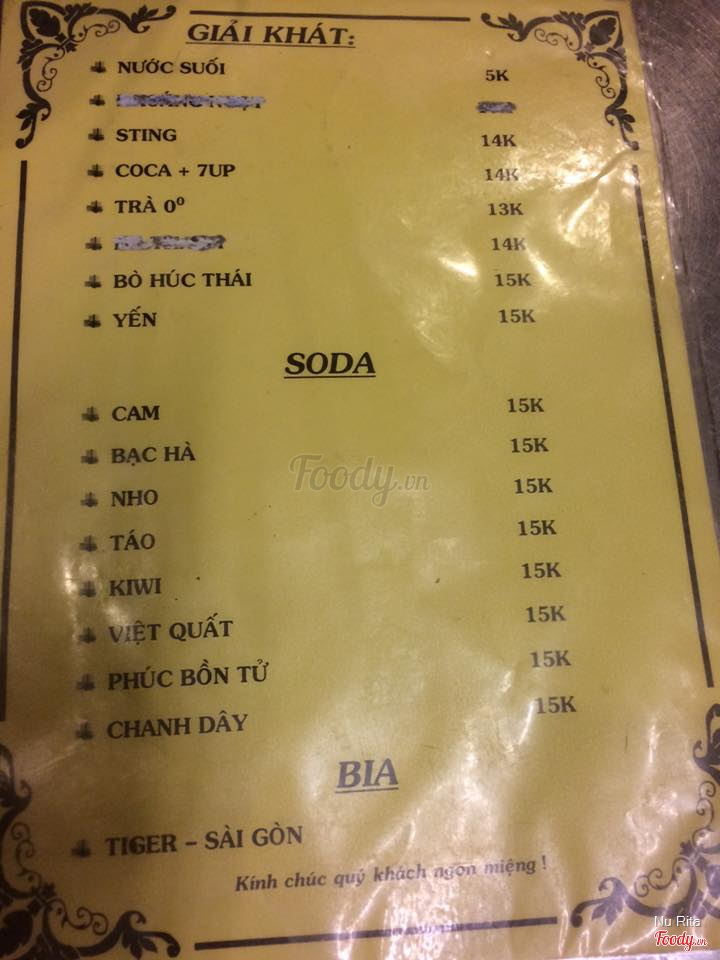 GIẢI KHÁT:
NƯỚC SUỐI 5K
STING 14K
COCA + 7UP 14K
TRÀ 0⁰ 13K
14K
BÒ HÚC THÁI 15K
YẾN 15K
SODA
CAM 15K
BẠC HÀ 15K
NHO 15K
TÁO 15K
KIWI 15K
VIỆT QUẤT 15K
PHÚC BỒN TỬ 15K
CHANH DÂY 15K
BIA
TIGER – SÀI GÒN
Kính chúc quý khách ngon miệng !
Foody.vn
Nu Rita
Foody.vn